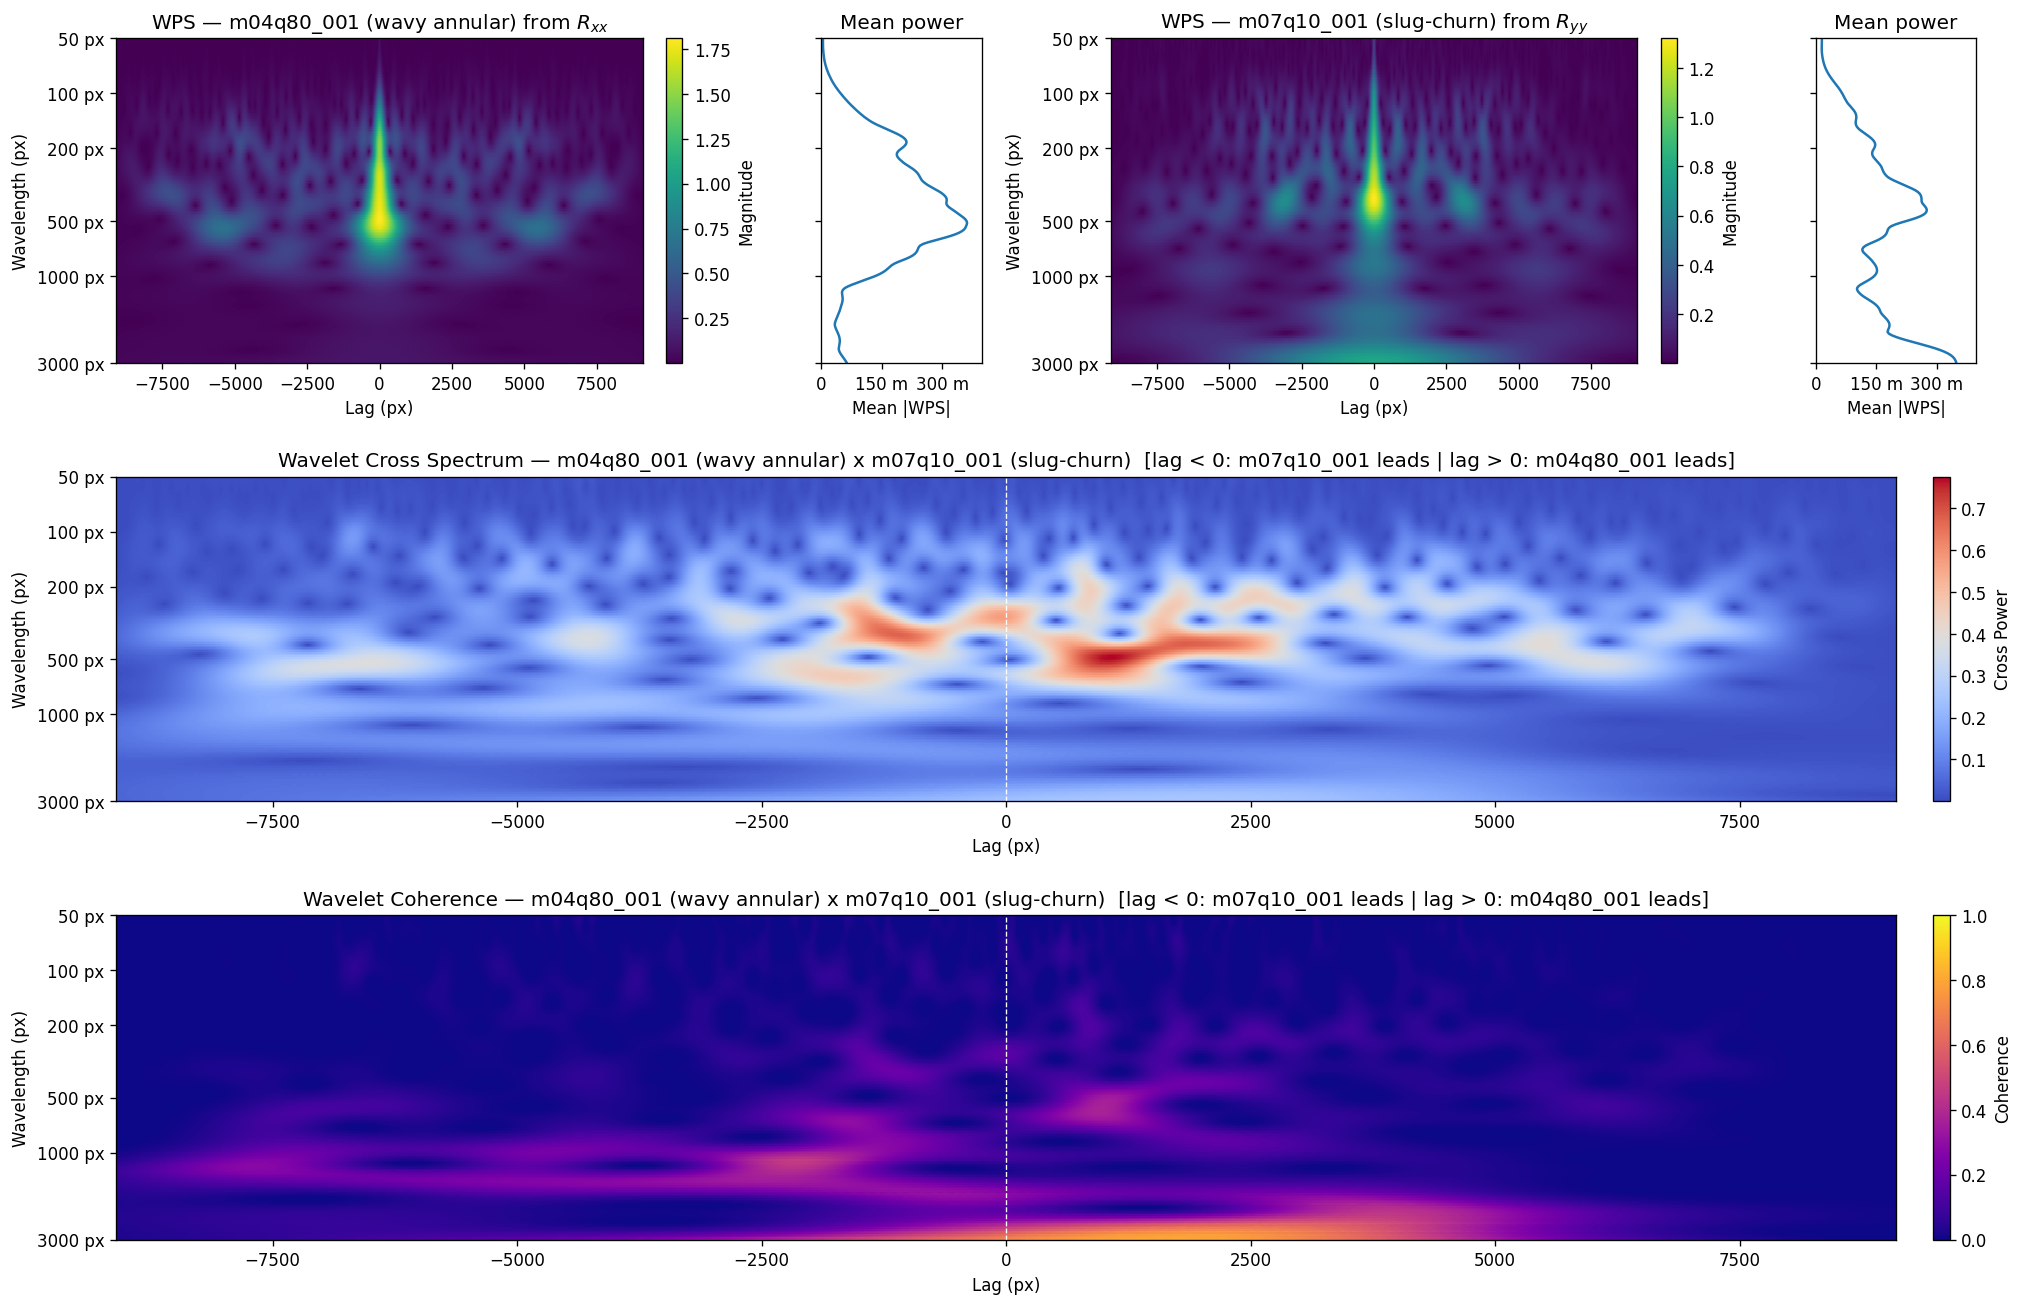 WPS — m04q80_001 (wavy annular) from Rxx
Mean power
WPS — m07q10_001 (slug-churn) from Ryy
Mean power
50 px
100 px
200 px
500 px
1000 px
3000 px
Wavelength (px)
−7500 −5000 −2500 0 2500 5000 7500
Lag (px)
1.75
1.50
1.25
1.00
0.75
0.50
0.25
Magnitude
0 150 m 300 m
Mean |WPS|
50 px
100 px
200 px
500 px
1000 px
3000 px
Wavelength (px)
−7500 −5000 −2500 0 2500 5000 7500
Lag (px)
1.2
1.0
0.8
0.6
0.4
0.2
Magnitude
0 150 m 300 m
Mean |WPS|
Wavelet Cross Spectrum — m04q80_001 (wavy annular) x m07q10_001 (slug-churn) [lag < 0: m07q10_001 leads | lag > 0: m04q80_001 leads]
50 px
100 px
200 px
500 px
1000 px
3000 px
Wavelength (px)
−7500 −5000 −2500 0 2500 5000 7500
Lag (px)
0.7
0.6
0.5
0.4
0.3
0.2
0.1
Cross Power
Wavelet Coherence — m04q80_001 (wavy annular) x m07q10_001 (slug-churn) [lag < 0: m07q10_001 leads | lag > 0: m04q80_001 leads]
50 px
100 px
200 px
500 px
1000 px
3000 px
Wavelength (px)
−7500 −5000 −2500 0 2500 5000 7500
Lag (px)
1.0
0.8
0.6
0.4
0.2
0.0
Coherence